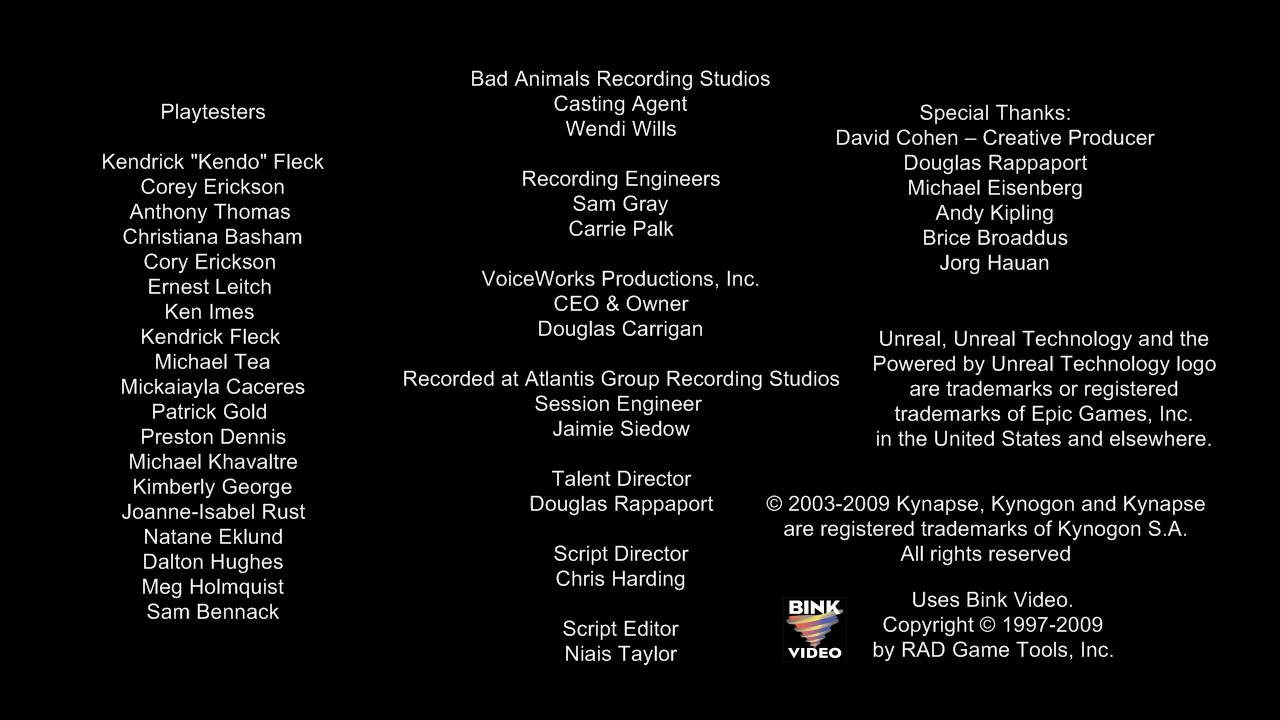 Playtesters
Kendrick "Kendo" Fleck
Corey Erickson
Anthony Thomas
Christiana Basham
Cory Erickson
Ernest Leitch
Ken Imes
Kendrick Fleck
Michael Tea
Mickaiayla Caceres
Patrick Gold
Preston Dennis
Michael Khavaltre
Kimberly George
Joanne-Isabel Rust
Natane Eklund
Dalton Hughes
Meg Holmquist
Sam Bennack
Bad Animals Recording Studios
Casting Agent
Wendi Wills
Recording Engineers
Sam Gray
Carrie Palk
VoiceWorks Productions, Inc.
CEO & Owner
Douglas Carrigan
Recorded at Atlantis Group Recording Studios
Session Engineer
Jaimie Siedow
Talent Director
Douglas Rappaport
Script Director
Chris Harding
Script Editor
Niais Taylor
Special Thanks:
David Cohen – Creative Producer
Douglas Rappaport
Michael Eisenberg
Andy Kipling
Brice Broaddus
Jorg Hauan
Unreal, Unreal Technology and the
Powered by Unreal Technology logo
are trademarks or registered
trademarks of Epic Games, Inc.
in the United States and elsewhere.
© 2003-2009 Kynapse, Kynogon and Kynapse
are registered trademarks of Kynogon S.A.
All rights reserved
BINK
VIDEO
Uses Bink Video.
Copyright © 1997-2009
by RAD Game Tools, Inc.